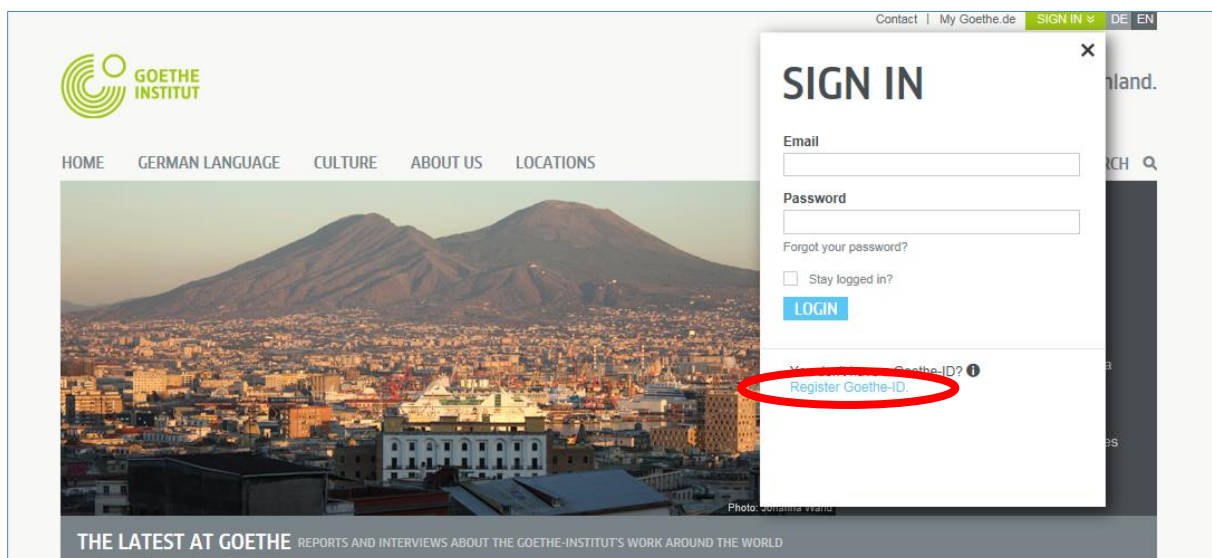 Contact | My Goethe.de SIGN IN DE EN
GOETHE
INSTITUT
HOME GERMAN LANGUAGE CULTURE ABOUT US LOCATIONS
SIGN IN
Email
Password
Forgot your password?
Stay logged in?
LOGIN
Goethe-ID?
Register Goethe-ID.
Photo: Johanna Wand
THE LATEST AT GOETHE REPORTS AND INTERVIEWS ABOUT THE GOETHE-INSTITUT'S WORK AROUND THE WORLD